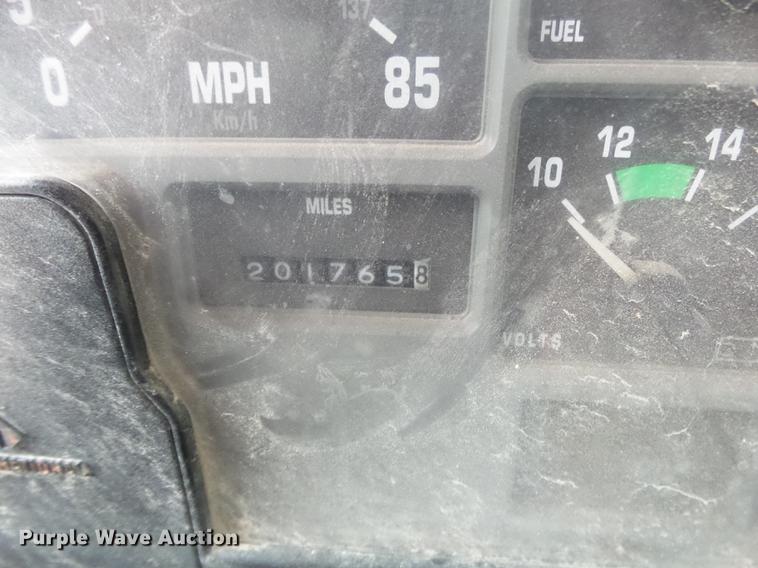 0 MPH 85
137
Km/h
FUEL
10 12 14
MILES
2017658
VOLTS
Purple Wave Auction